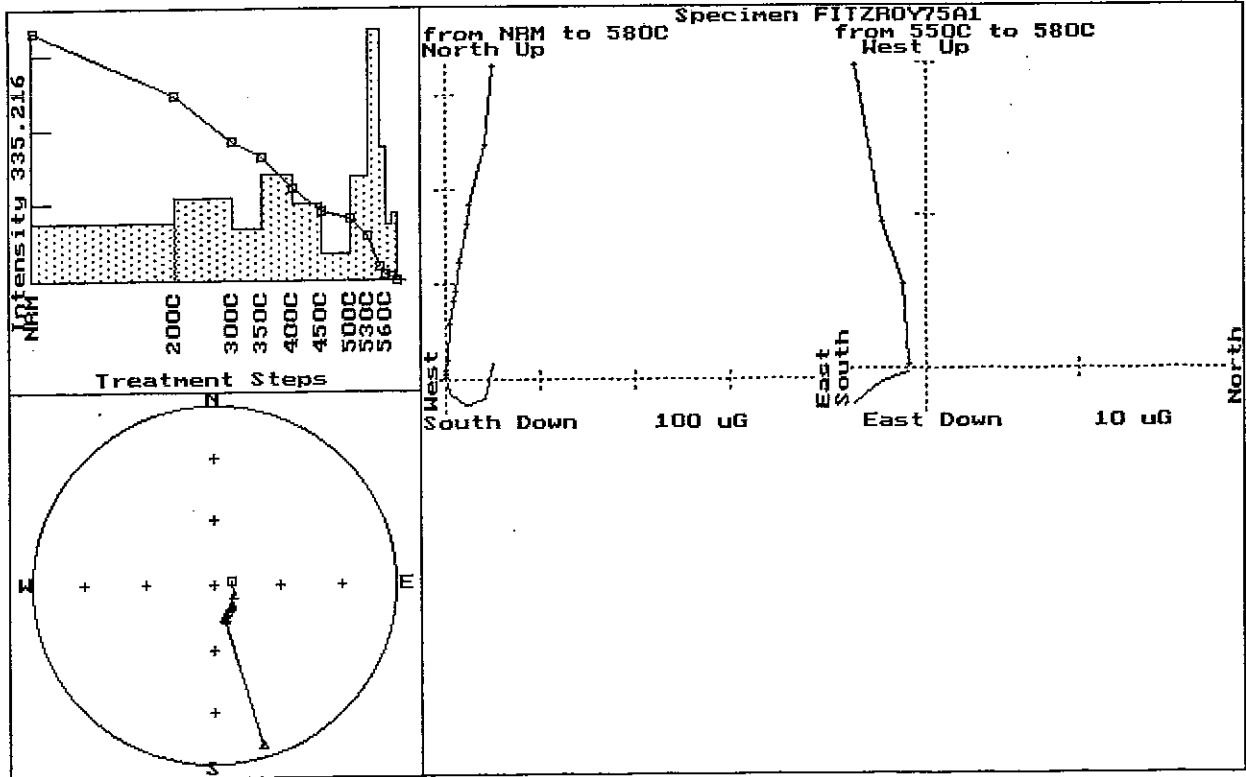 Specimen FITZROY75A1
from NRM to 580C
from 550C to 580C
North Up
West Up
Intensity 335.216
NRM
200C
300C
350C
400C
450C
500C
530C
560C
Treatment Steps
West
East
South
North
South Down
100 uG
East Down
10 uG
N
W
E
S